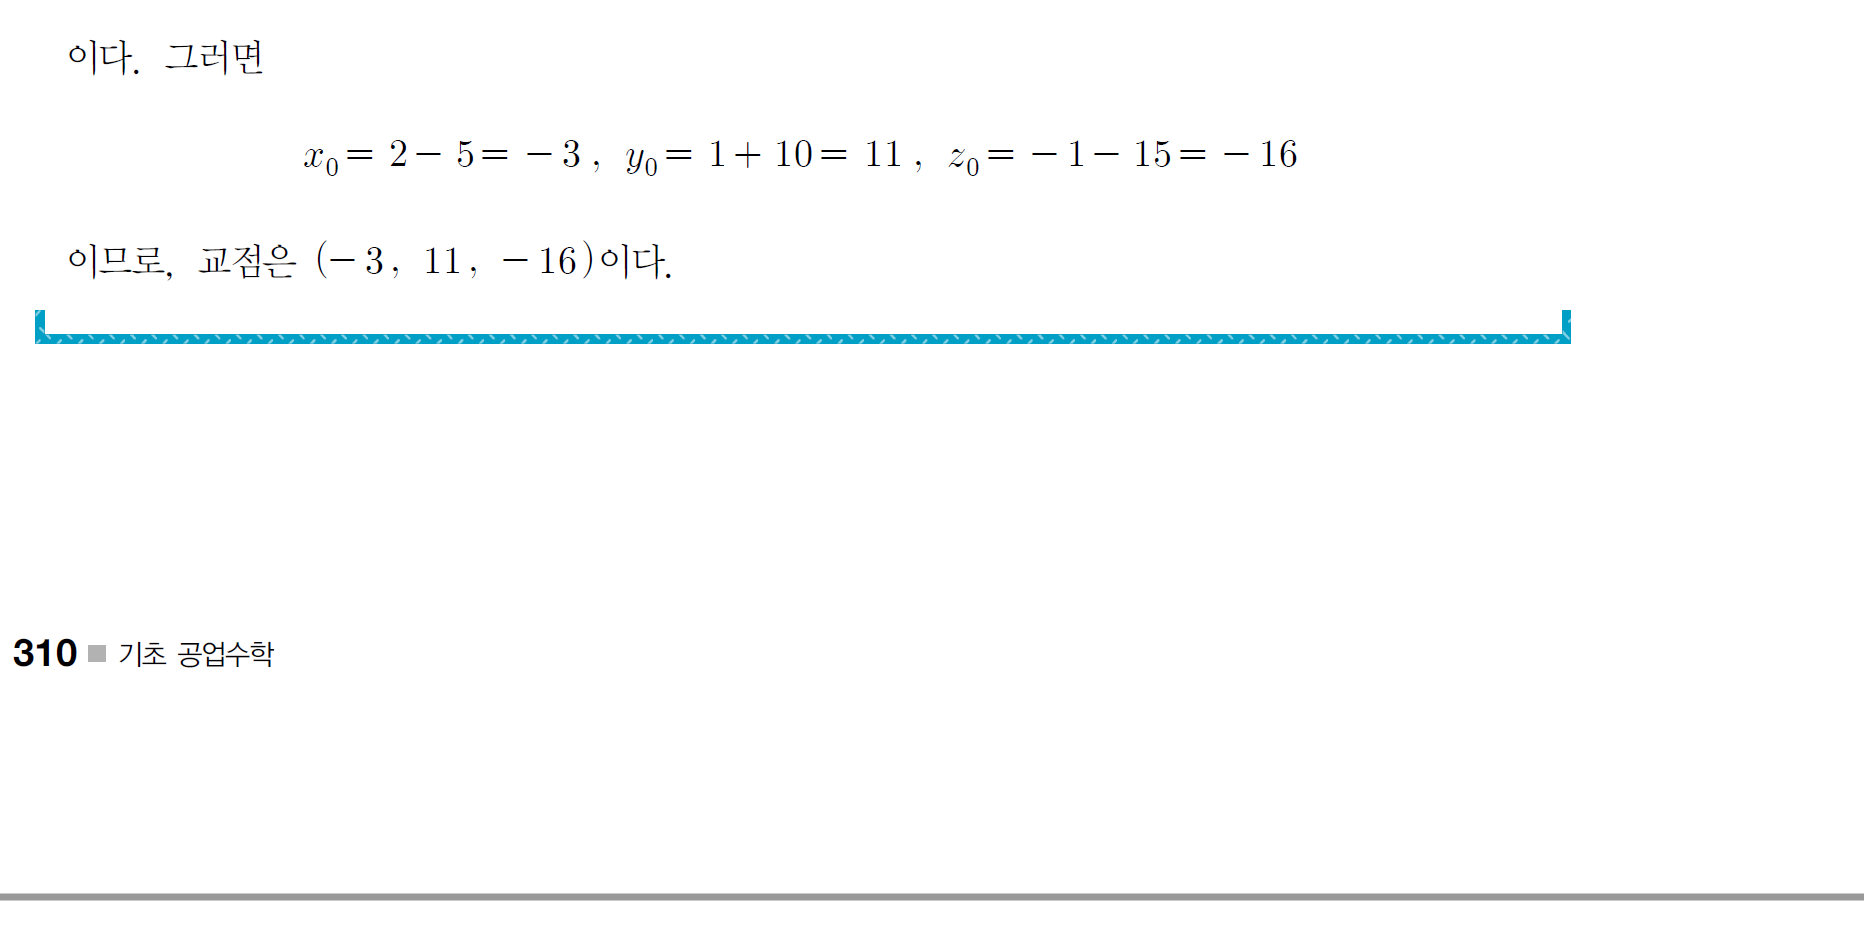 이다. 그러면
x₀ = 2 − 5 = −3, y₀ = 1 + 10 = 11, z₀ = −1 − 15 = −16
이므로, 교점은 (−3, 11, −16)이다.
310 ■ 기초 공업수학